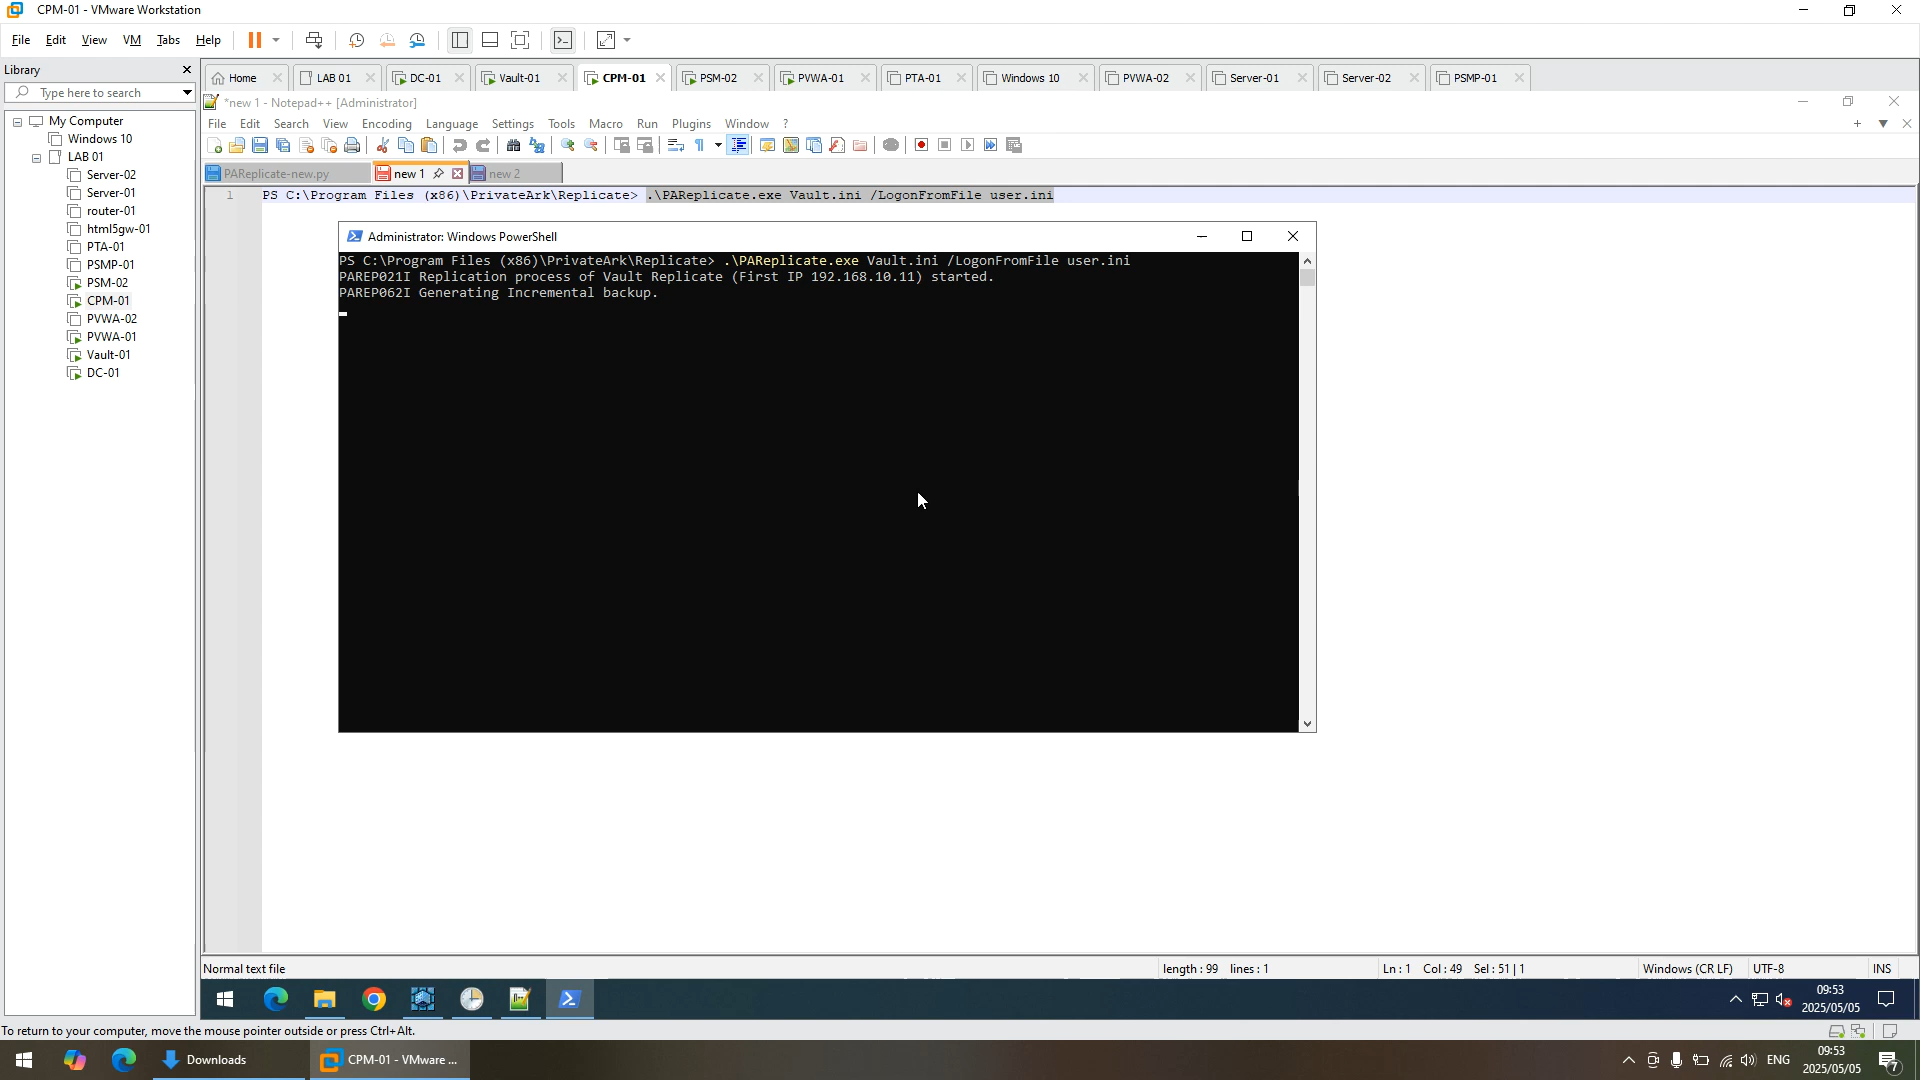 CPM-01 - VMware Workstation
File Edit View VM Tabs Help
Library
Type here to search
My Computer
Windows 10
LAB 01
Server-02
Server-01
router-01
html5gw-01
PTA-01
PSMP-01
PSM-02
CPM-01
PVWA-02
PVWA-01
Vault-01
DC-01
Home LAB 01 DC-01 Vault-01 CPM-01 PSM-02 PVWA-01 PTA-01 Windows 10 PVWA-02 Server-01 Server-02 PSMP-01
*new 1 - Notepad++ [Administrator]
File Edit Search View Encoding Language Settings Tools Macro Run Plugins Window ?
PAReplicate-new.py new 1 new 2
1 PS C:\Program Files (x86)\PrivateArk\Replicate> .\PAReplicate.exe Vault.ini /LogonFromFile user.ini
Administrator: Windows PowerShell
PS C:\Program Files (x86)\PrivateArk\Replicate> .\PAReplicate.exe Vault.ini /LogonFromFile user.ini
PAREP021I Replication process of Vault Replicate (First IP 192.168.10.11) started.
PAREP062I Generating Incremental backup.
Normal text file length : 99 lines : 1 Ln : 1 Col : 49 Sel : 51 | 1 Windows (CR LF) UTF-8 INS
09:53
2025/05/05
To return to your computer, move the mouse pointer outside or press Ctrl+Alt.
Downloads
CPM-01 - VMware ...
ENG
09:53
2025/05/05
7